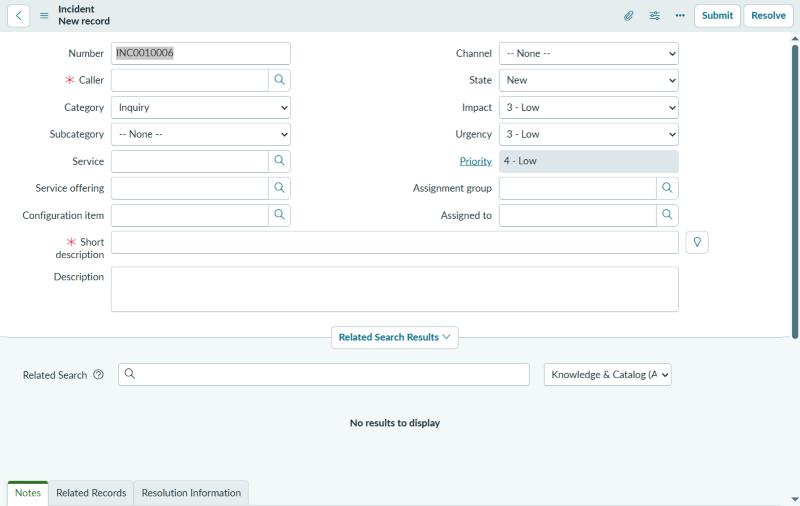 Incident
New record
Submit
Resolve
Number
INC0010006
Channel
-- None --
Caller
State
New
Category
Inquiry
Impact
3 - Low
Subcategory
-- None --
Urgency
3 - Low
Service
Priority
4 - Low
Service offering
Assignment group
Configuration item
Assigned to
Short
description
Description
Related Search Results
Related Search
Knowledge & Catalog (A
No results to display
Notes
Related Records
Resolution Information